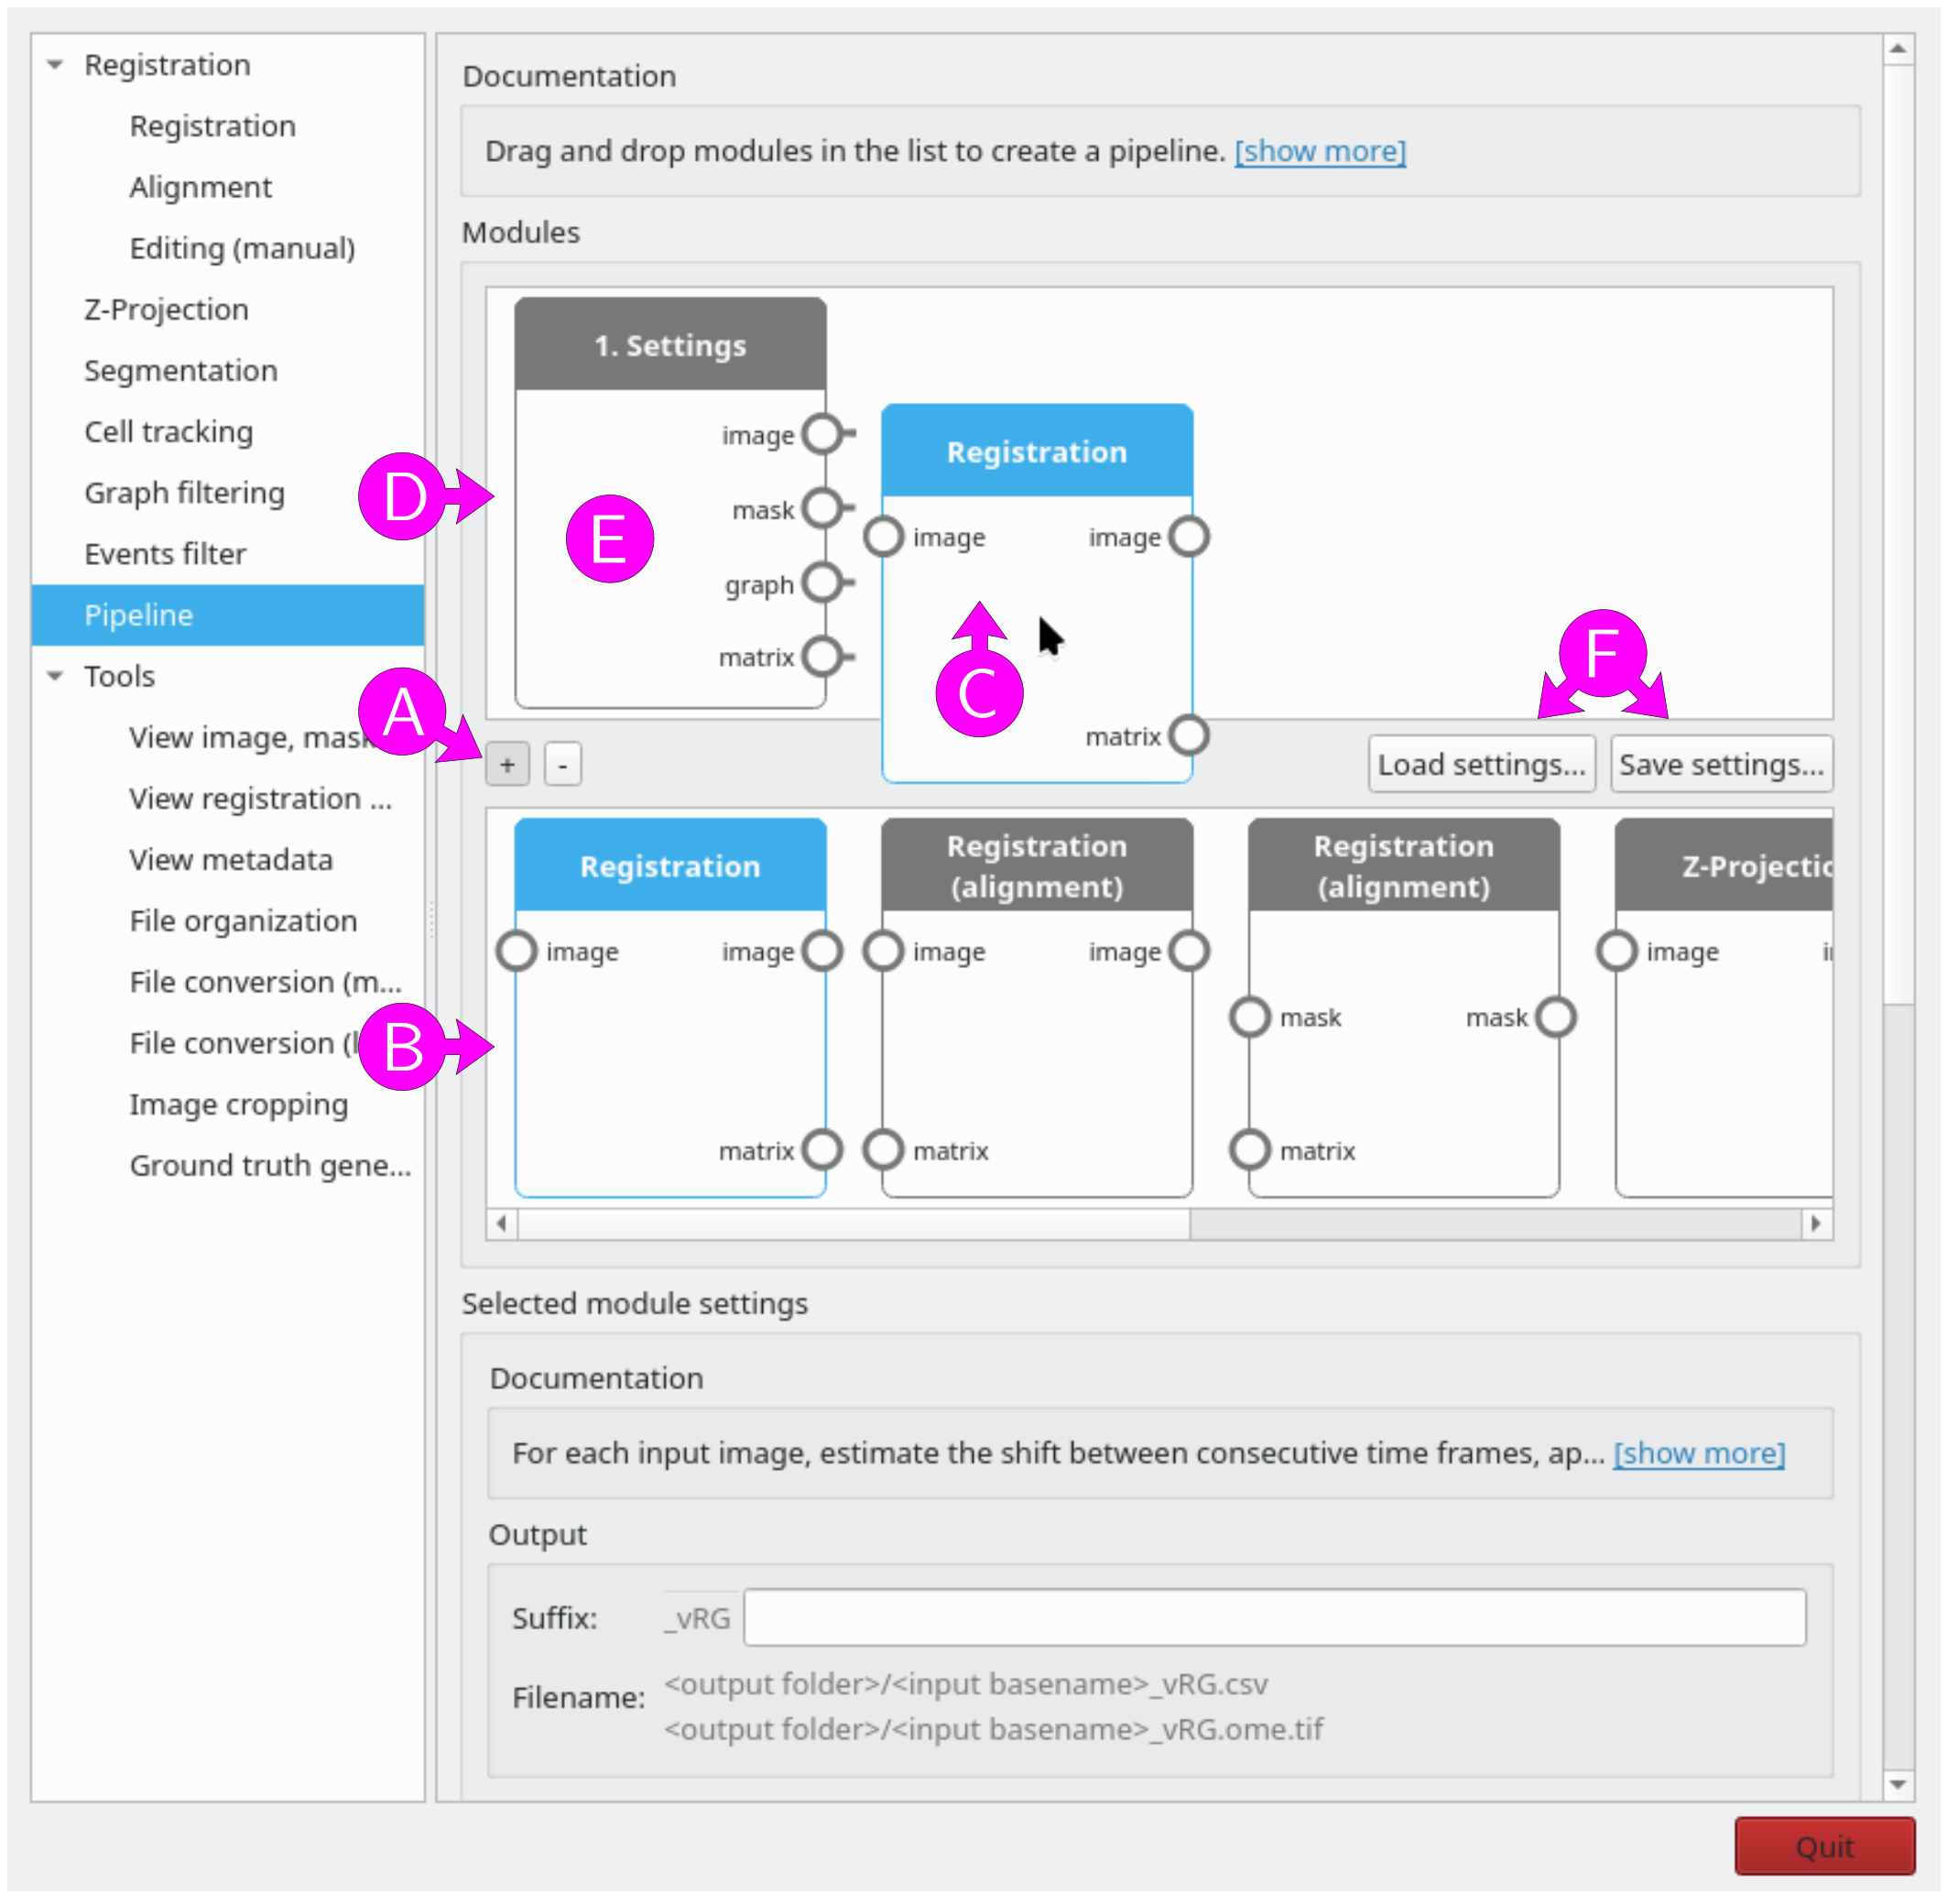 Registration
Registration
Alignment
Editing (manual)
Z-Projection
Segmentation
Cell tracking
Graph filtering
Events filter
Pipeline
Tools
View image, mask
View registration ...
View metadata
File organization
File conversion (m...
File conversion (
Image cropping
Ground truth gene...
Documentation
Drag and drop modules in the list to create a pipeline. [show more]
Modules
1. Settings
image
mask
graph
matrix
Registration
image image
matrix
D
E
C
F
A
B
+ -
Load settings... Save settings...
Registration
image image
matrix
Registration
(alignment)
image image
matrix
Registration
(alignment)
mask mask
matrix
Z-Projectic
image
Selected module settings
Documentation
For each input image, estimate the shift between consecutive time frames, ap... [show more]
Output
Suffix: _vRG
Filename: <output folder>/<input basename>_vRG.csv
<output folder>/<input basename>_vRG.ome.tif
Quit